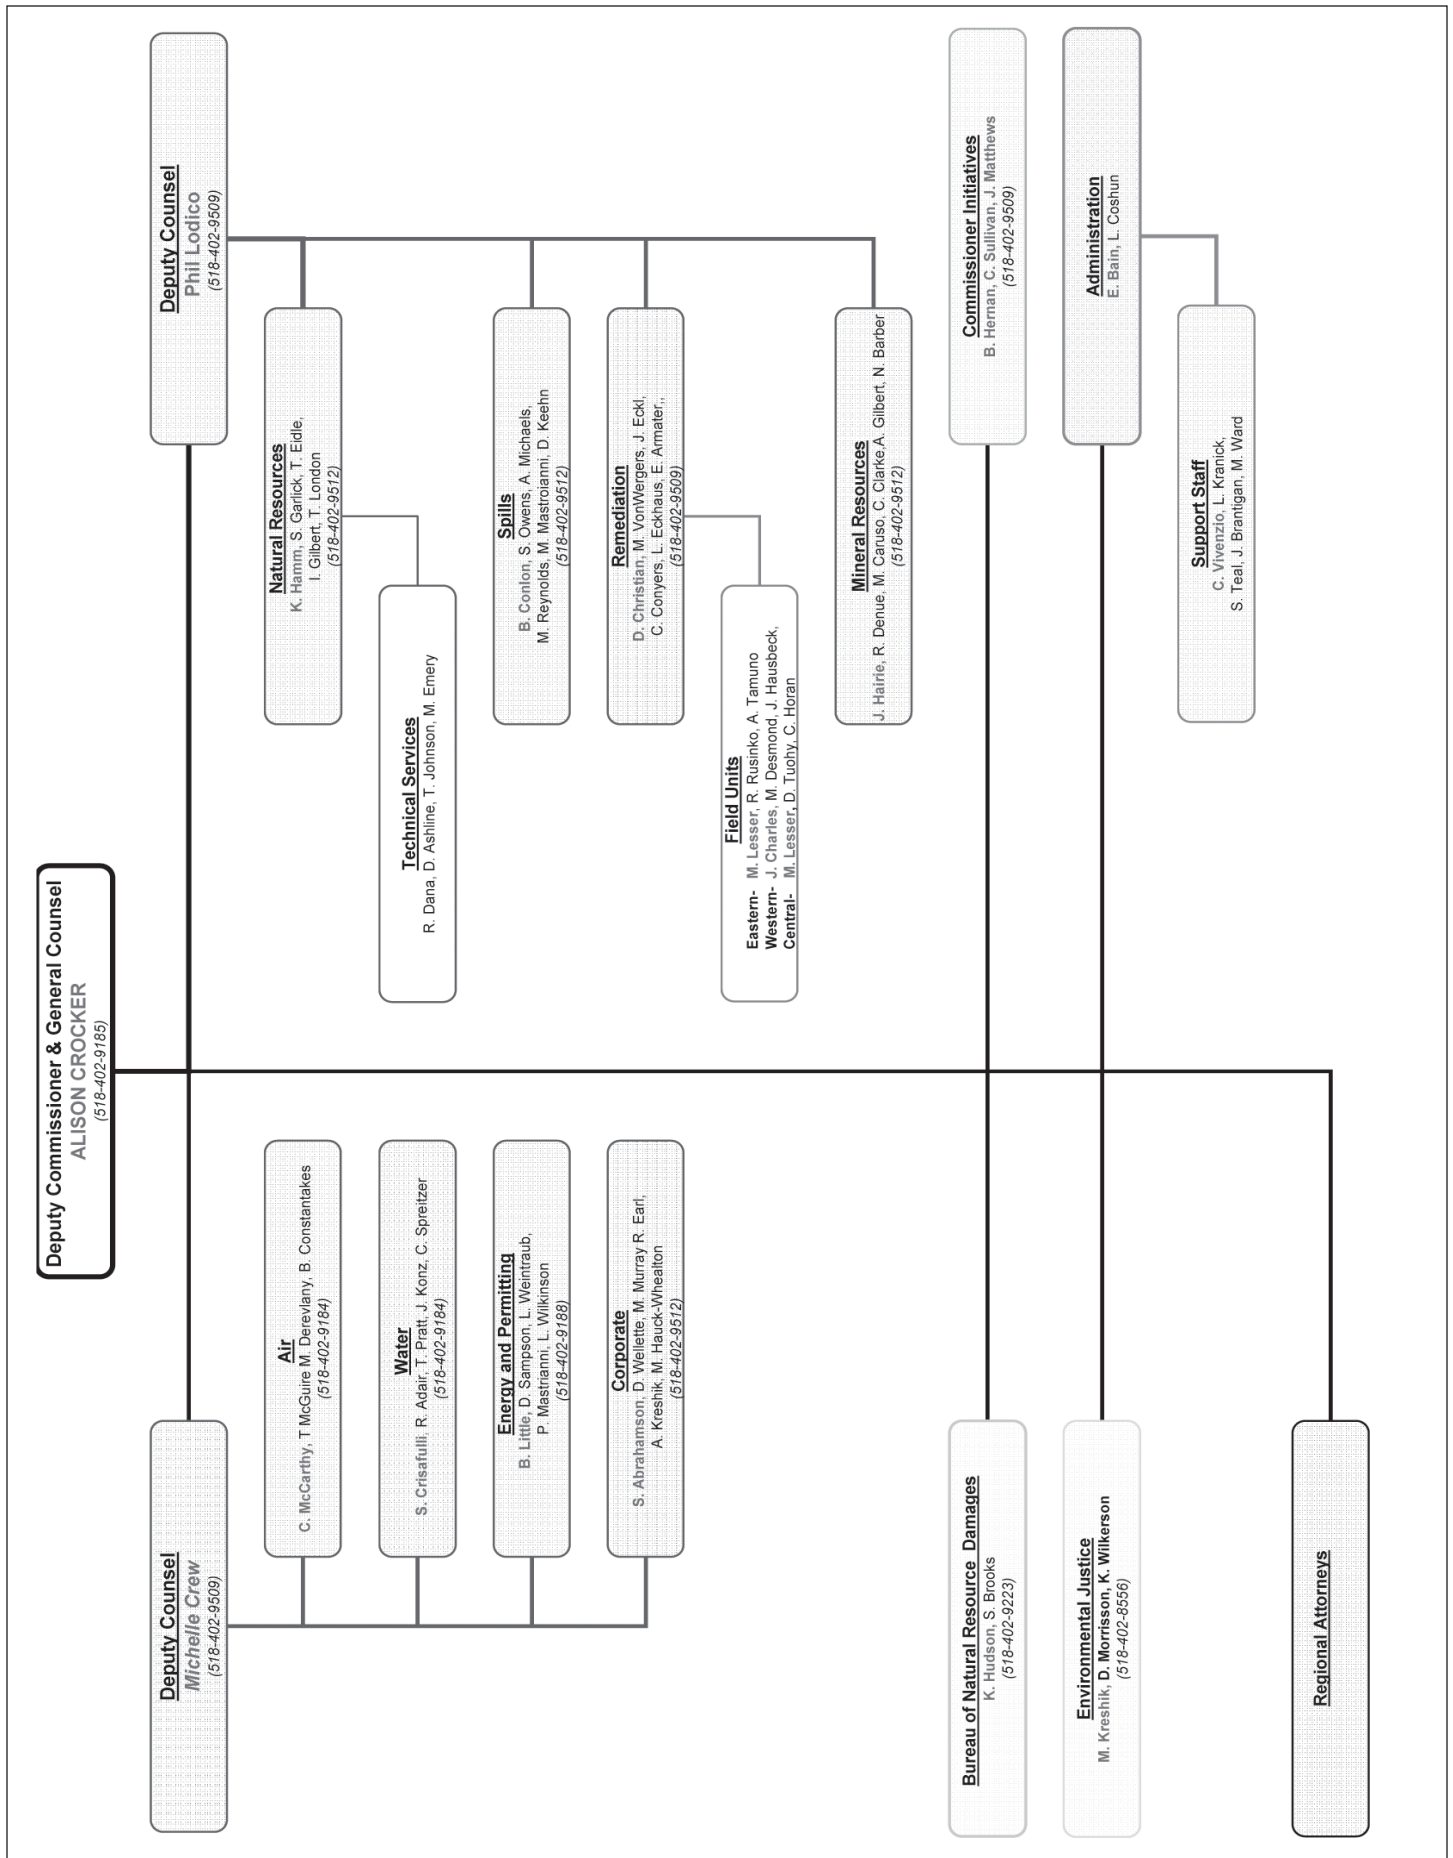 Deputy Commissioner & General Counsel
ALISON CROCKER
(518-402-9185)
Deputy Counsel
Michelle Crew
(518-402-9509)
Deputy Counsel
Phil Lodico
(518-402-9509)
Air
C. McCarthy, T McGuire M. Derevlany, B. Constantakes
(518-402-9184)
Water
S. Crisafulli, R. Adair, T. Pratt, J. Konz, C. Spreitzer
(518-402-9184)
Energy and Permitting
B. Little, D. Sampson, L. Weintraub,
P. Mastrianni, L. Wilkinson
(518-402-9188)
Corporate
S. Abrahamson, D. Wellette, M. Murray R. Earl,
A. Kreshik, M. Hauck-Whealton
(518-402-9512)
Natural Resources
K. Hamm, S. Garlick, T. Eidle,
I. Gilbert, T. London
(518-402-9512)
Technical Services
R. Dana, D. Ashline, T. Johnson, M. Emery
Spills
B. Conlon, S. Owens, A. Michaels,
M. Reynolds, M. Mastroianni, D. Keehn
(518-402-9512)
Remediation
D. Christian, M. VonWergers, J. Eckl,
C. Conyers, L. Eckhaus, E. Armater,,
(518-402-9509)
Field Units
Eastern- M. Lesser, R. Rusinko, A. Tamuno
Western- J. Charles, M. Desmond, J. Hausbeck,
Central- M. Lesser, D. Tuohy, C. Horan
Mineral Resources
J. Hairie, R. Denue, M. Caruso, C. Clarke,A. Gilbert, N. Barber
(518-402-9512)
Bureau of Natural Resource Damages
K. Hudson, S. Brooks
(518-402-9223)
Commissioner Initiatives
B. Hernan, C. Sullivan, J. Matthews
(518-402-9509)
Environmental Justice
M. Kreshik, D. Morrisson, K. Wilkerson
(518-402-8556)
Administration
E. Bain, L. Coshun
Support Staff
C. Vivenzio, L. Kranick,
S. Teal, J. Brantigan, M. Ward
Regional Attorneys